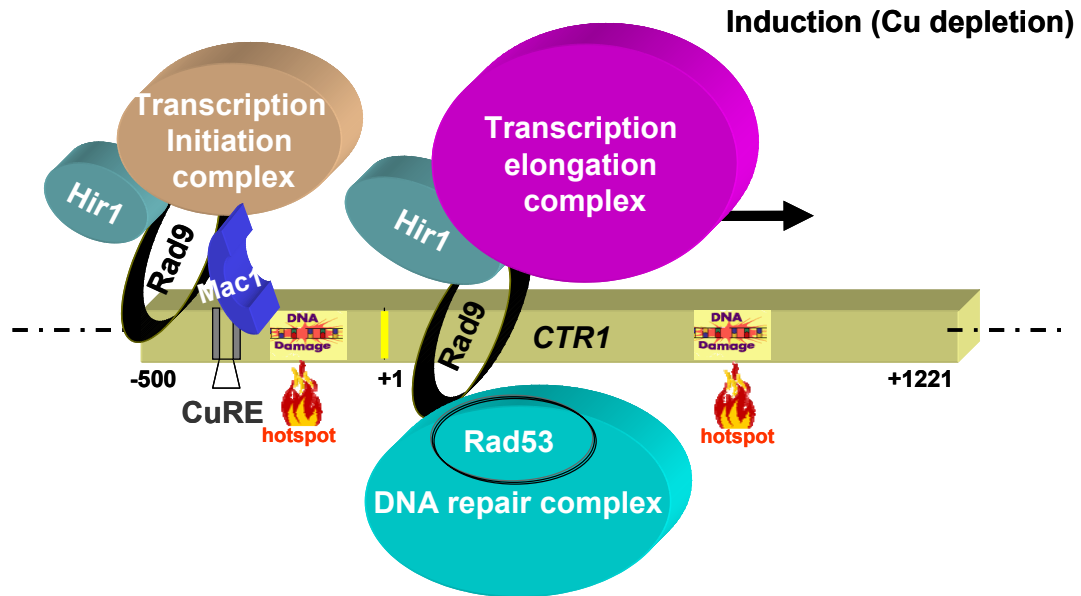 Induction (Cu depletion)
Transcription
Initiation
complex
Transcription
elongation
complex
Hir1
Hir1
Rad9
Mac1
Rad9
DNA
Damage
CTR1
DNA
Damage
-500
+1
+1221
CuRE
hotspot
hotspot
Rad53
DNA repair complex